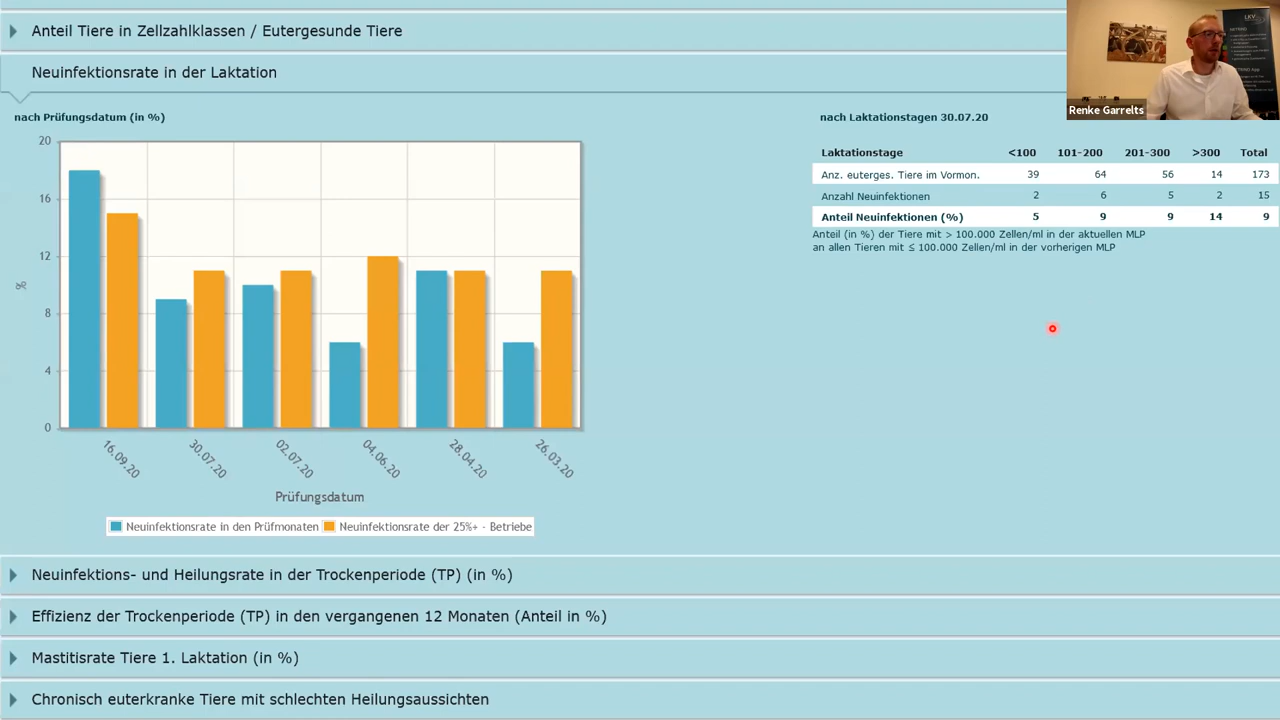 Anteil Tiere in Zellzahlklassen / Eutergesunde Tiere
Neuinfektionsrate in der Laktation
LKV
Renke Garrelts
nach Prüfungsdatum (in %)
20
16
12
8
4
0
%
16.09.20
30.07.20
02.07.20
04.06.20
28.04.20
26.03.20
Prüfungsdatum
Neuinfektionsrate in den Prüfmonaten Neuinfektionsrate der 25%+ - Betriebe
nach Laktationstagen 30.07.20
Laktationstage <100 101-200 201-300 >300 Total
Anz. euterges. Tiere im Vormon. 39 64 56 14 173
Anzahl Neuinfektionen 2 6 5 2 15
Anteil Neuinfektionen (%) 5 9 9 14 9
Anteil (in %) der Tiere mit > 100.000 Zellen/ml in der aktuellen MLP
an allen Tieren mit ≤ 100.000 Zellen/ml in der vorherigen MLP
Neuinfektions- und Heilungsrate in der Trockenperiode (TP) (in %)
Effizienz der Trockenperiode (TP) in den vergangenen 12 Monaten (Anteil in %)
Mastitisrate Tiere 1. Laktation (in %)
Chronisch euterkranke Tiere mit schlechten Heilungsaussichten